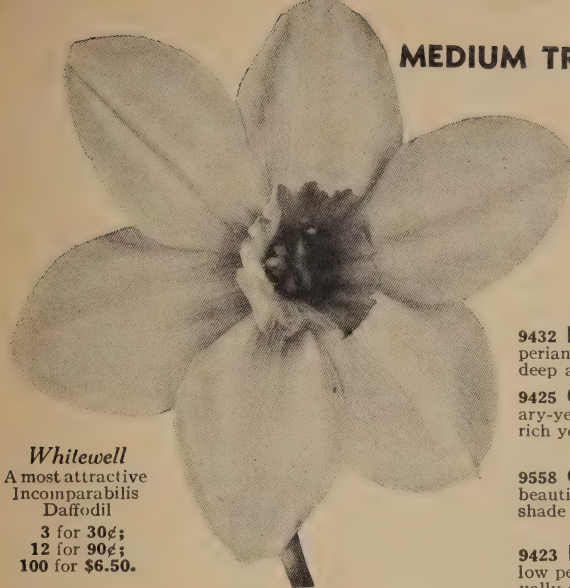 MEDIUM TR
Whitewell
A most attractive
Incomparabilis
Daffodil
3 for 30¢;
12 for 90¢;
100 for $6.50.
9432
perian
deep a
9425
ary-ye
rich ye
9558
beauti
shade
9423
low pe